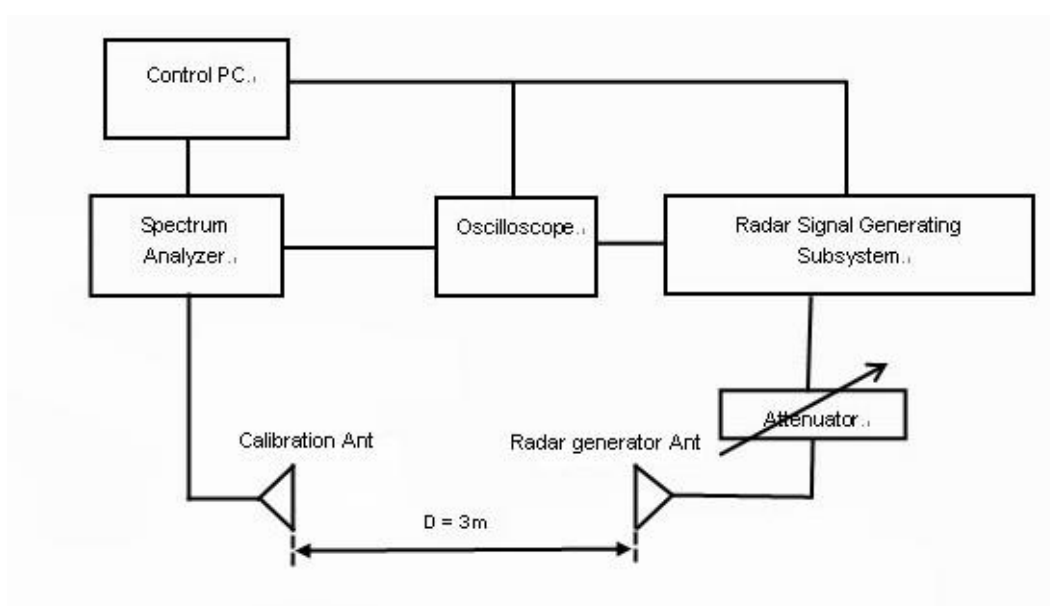 Control PC.
Spectrum
Analyzer.
Oscilloscope.
Radar Signal Generating
Subsystem.
Attenuator.
Calibration Ant
Radar generator Ant
D = 3m